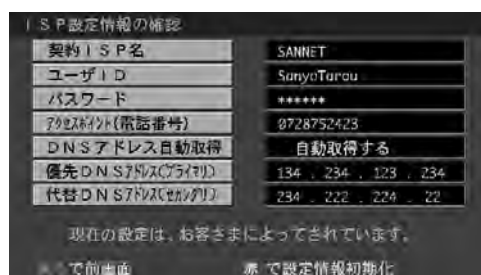 ISP設定情報の確認
契約ISP名 SANNET
ユーザID SanyoTarou
パスワード ******
アクセスポイント(電話番号) 0728752423
DNSアドレス自動取得 自動取得する
優先DNSアドレス(プライマリ) 134 . 234 . 123 . 234
代替DNSアドレス(セカンダリ) 234 . 222 . 224 . 22
現在の設定は、お客さまによってされています。
で前画面 で設定情報初期化